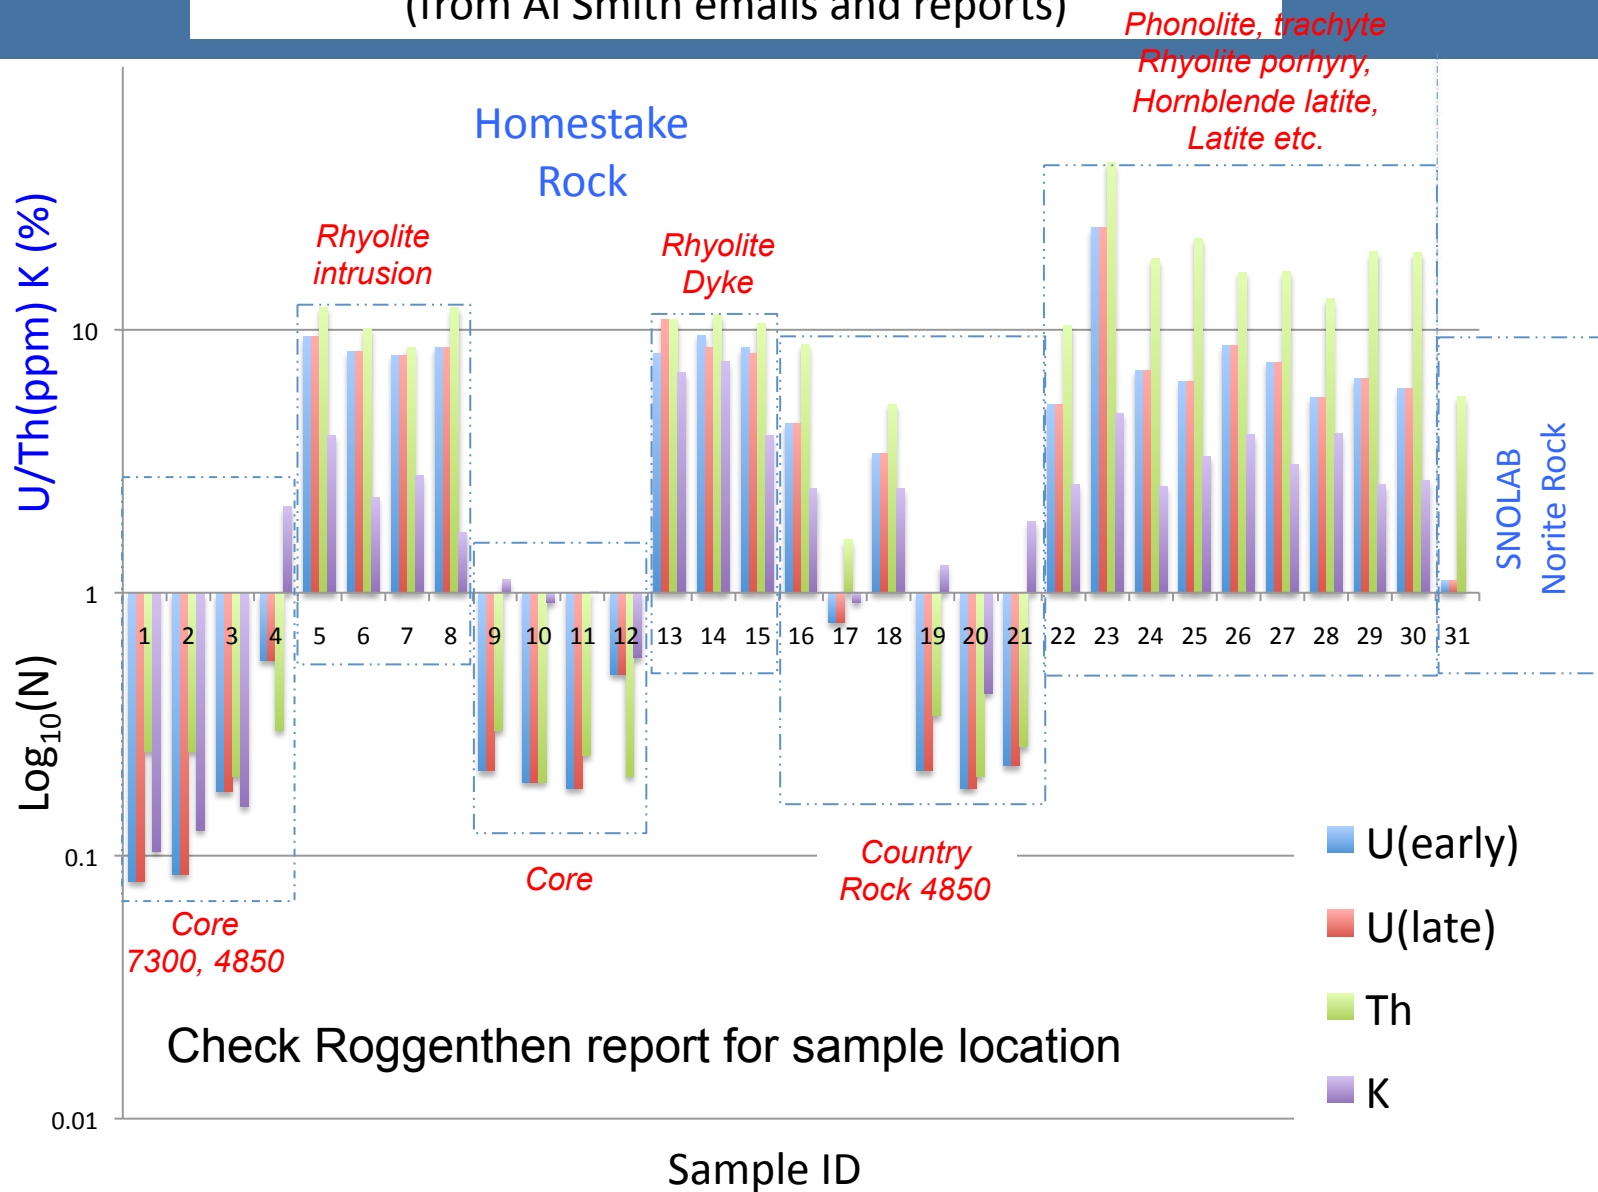 (from Al Smith emails and reports)
Phonolite, trachyte
Rhyolite porhyry,
Hornblende latite,
Latite etc.
Homestake
Rock
Rhyolite
intrusion
Rhyolite
Dyke
U/Th(ppm) K (%)
Log10(N)
10
1
0.1
0.01
1 2 3 4 5 6 7 8 9 10 11 12 13 14 15 16 17 18 19 20 21 22 23 24 25 26 27 28 29 30 31
SNOLAB
Norite Rock
Core
7300, 4850
Core
Country
Rock 4850
U(early)
U(late)
Th
K
Check Roggenthen report for sample location
Sample ID